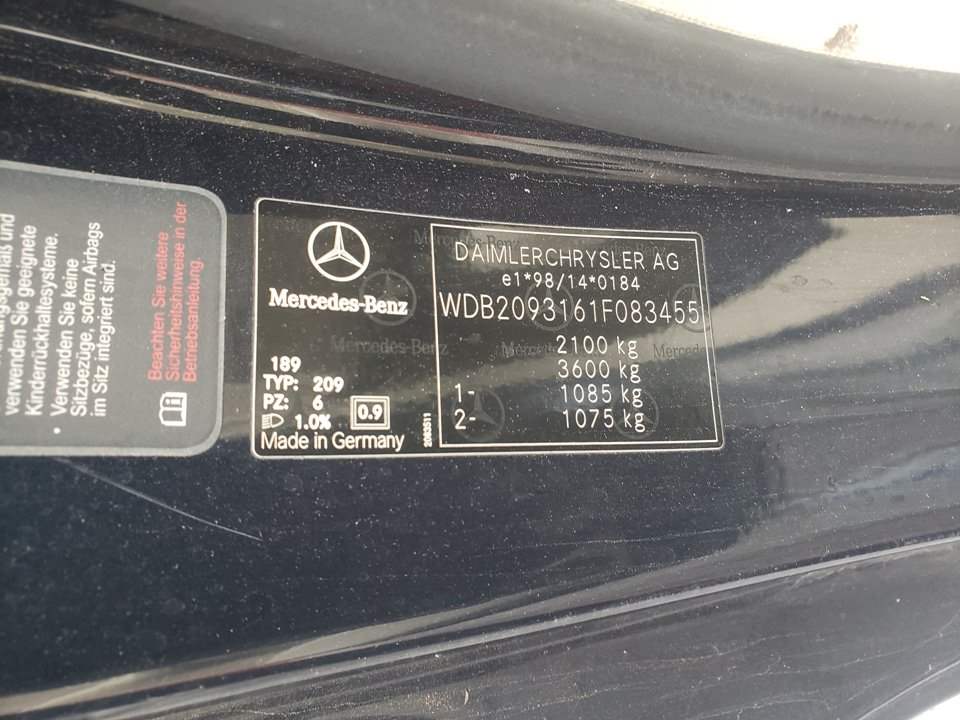 verwenden Sie geeignete
Kinderrückhaltesysteme.
• Verwenden Sie keine
Sitzbezüge, sofern Airbags
im Sitz integriert sind.
Beachten Sie weitere
Sicherheitshinweise in der
Betriebsanleitung.
Mercedes-Benz
189
TYP: 209
PZ: 6
1.0% 0.9
Made in Germany
2083511
DAIMLERCHRYSLER AG
e1*98/14*0184
WDB2093161F083455
2100 kg
3600 kg
1- 1085 kg
2- 1075 kg